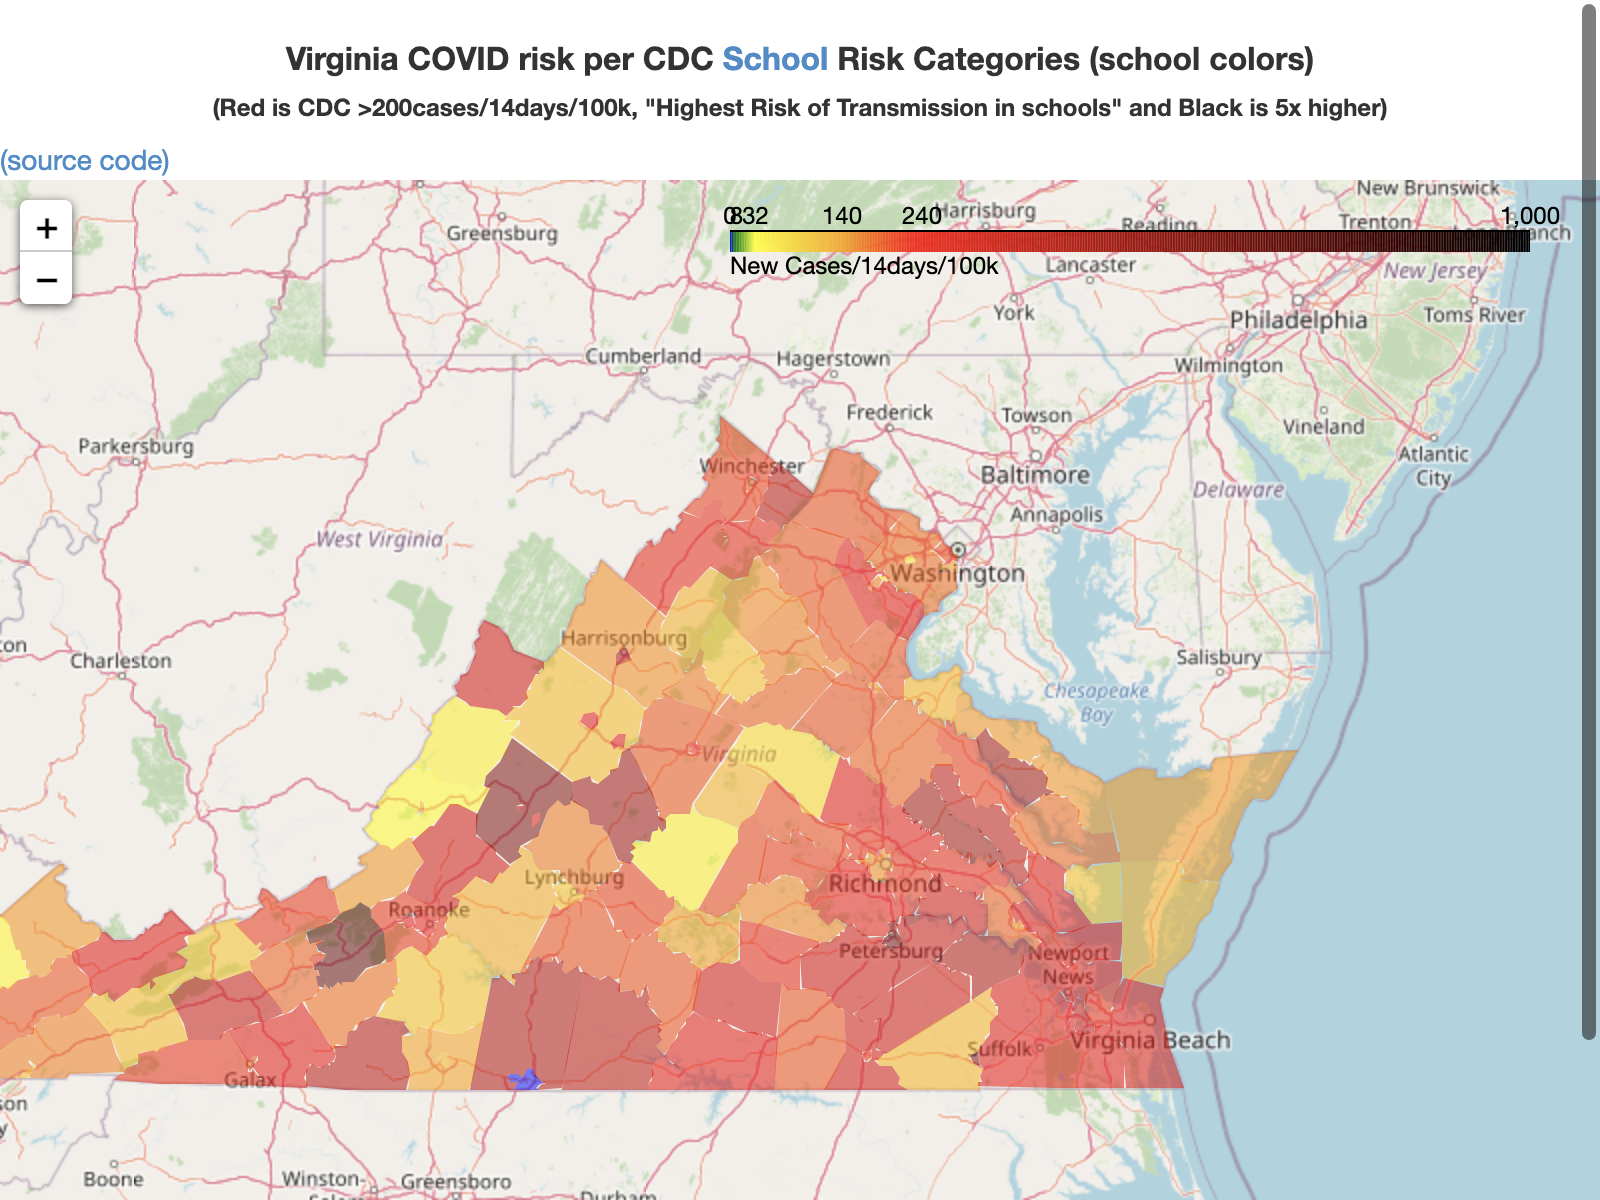 Virginia COVID risk per CDC School Risk Categories (school colors)
(Red is CDC >200cases/14days/100k, "Highest Risk of Transmission in schools" and Black is 5x higher)
(source code)
+
−
0 8 32 140 240 1,000
New Cases/14days/100k
New Brunswick
Harrisburg
Reading
Trenton
Greensburg
Lancaster
New Jersey
York
Philadelphia
Toms River
Cumberland
Hagerstown
Wilmington
Frederick
Towson
Vineland
Parkersburg
Winchester
Baltimore
Atlantic
City
Delaware
Annapolis
West Virginia
Washington
Harrisonburg
Charleston
Salisbury
Chesapeake
Bay
Virginia
Lynchburg
Richmond
Roanoke
Petersburg
Newport
News
Virginia Beach
Suffolk
Galax
Boone
Winston-
Greensboro
Durham